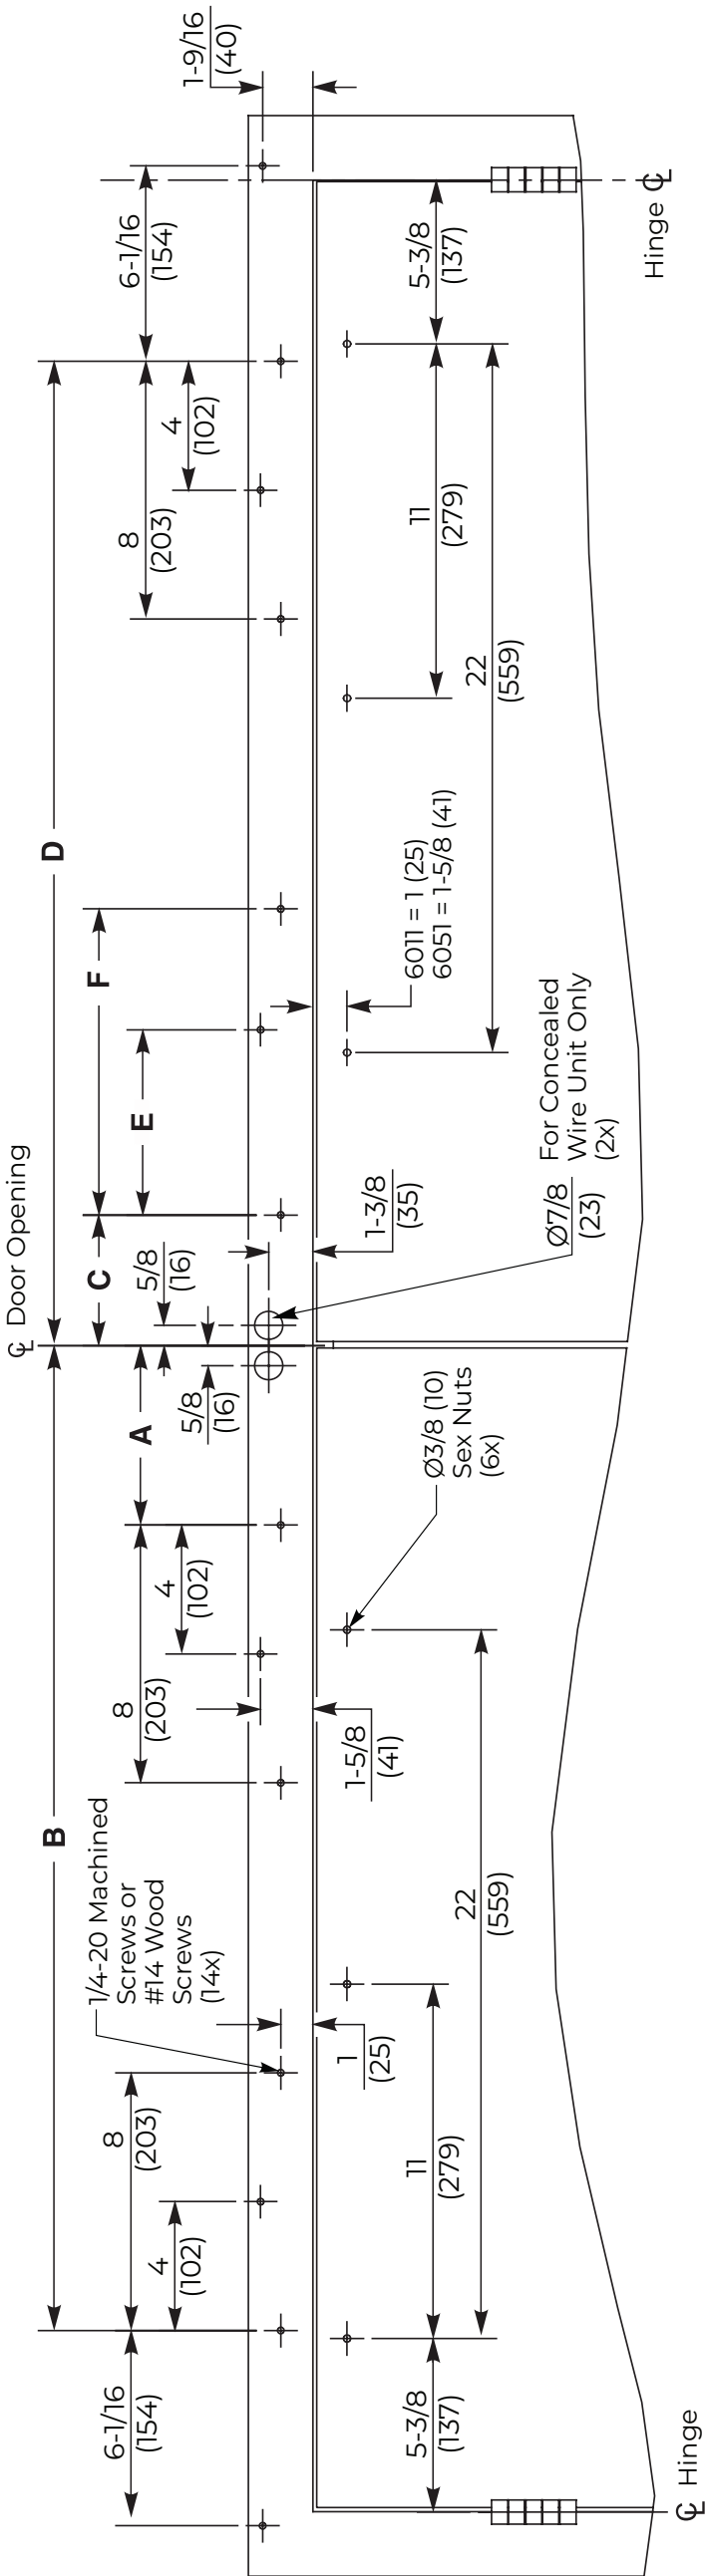 ℄ Door Opening
B
D
A
C
F
E
6-1/16
(154)
8
(203)
4
(102)
1/4-20 Machined
Screws or
#14 Wood
Screws
(14x)
8
(203)
4
(102)
5/8
(16)
5/8
(16)
8
(203)
4
(102)
6-1/16
(154)
1-9/16
(40)
1
(25)
1-5/8
(41)
1-3/8
(35)
6011 = 1 (25)
6051 = 1-5/8 (41)
5-3/8
(137)
11
(279)
22
(559)
Ø3/8 (10)
Sex Nuts
(6x)
Ø7/8
(23)
For Concealed
Wire Unit Only
(2x)
22
(559)
11
(279)
5-3/8
(137)
℄ Hinge
Hinge ℄